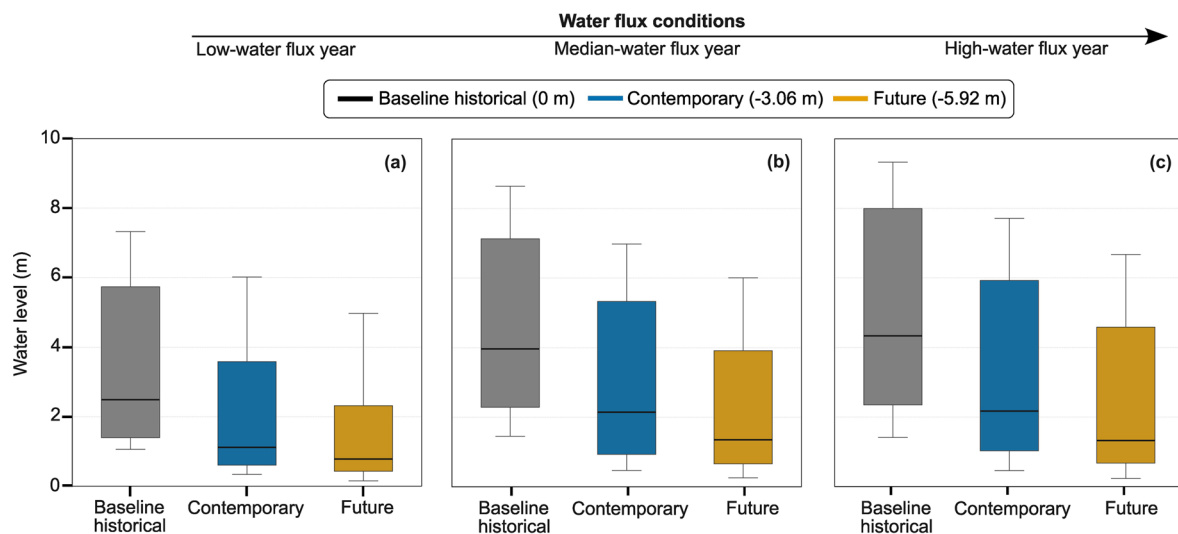 Water flux conditions
Low-water flux year
Median-water flux year
High-water flux year
Baseline historical (0 m)
Contemporary (-3.06 m)
Future (-5.92 m)
Water level (m)
10
8
6
4
2
0
(a)
Baseline
historical
Contemporary
Future
(b)
Baseline
historical
Contemporary
Future
(c)
Baseline
historical
Contemporary
Future